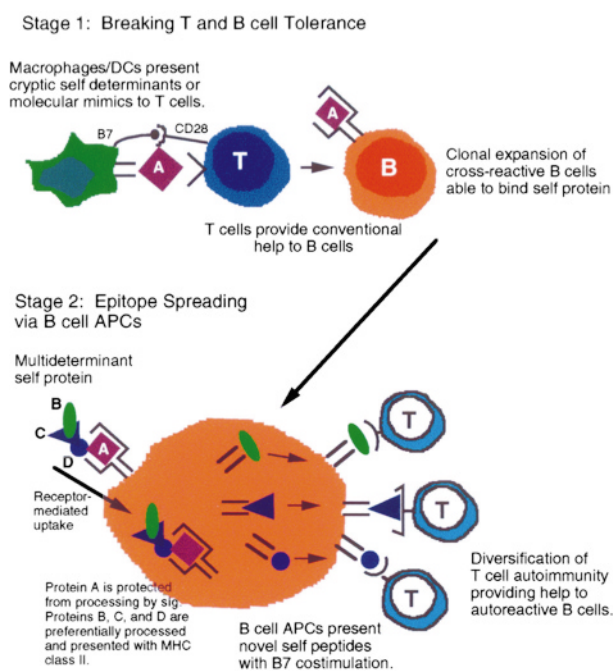 Stage 1: Breaking T and B cell Tolerance
Macrophages/DCs present
cryptic self determinants or
molecular mimics to T cells.
B7
CD28
A
T
A
B
Clonal expansion of
cross-reactive B cells
able to bind self protein
T cells provide conventional
help to B cells
Stage 2: Epitope Spreading
via B cell APCs
Multideterminant
self protein
B
C
D
A
T
T
T
Receptor-
mediated
uptake
Protein A is protected
from processing by sIg.
Proteins B, C, and D are
preferentially processed
and presented with MHC
class II.
B cell APCs present
novel self peptides
with B7 costimulation.
Diversification of
T cell autoimmunity
providing help to
autoreactive B cells.